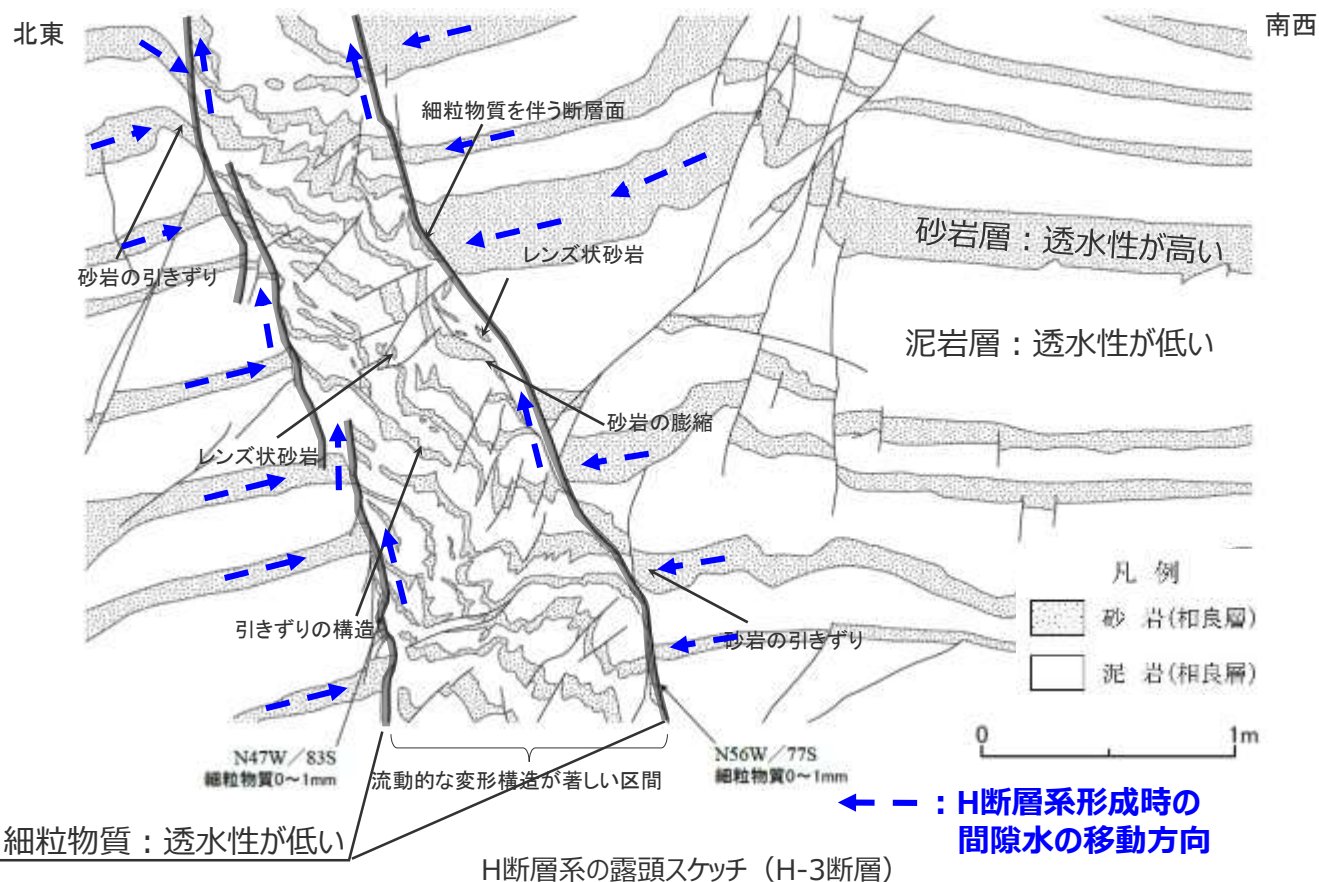 北東
南西
細粒物質を伴う断層面
レンズ状砂岩
砂岩の引きずり
砂岩層：透水性が高い
泥岩層：透水性が低い
砂岩の膨縮
レンズ状砂岩
引きずりの構造
砂岩の引きずり
凡 例
砂 岩(相良層)
泥 岩(相良層)
0 1m
N47W／83S
細粒物質0～1mm
流動的な変形構造が著しい区間
N56W／77S
細粒物質0～1mm
：H断層系形成時の
間隙水の移動方向
細粒物質：透水性が低い
H断層系の露頭スケッチ（H-3断層）